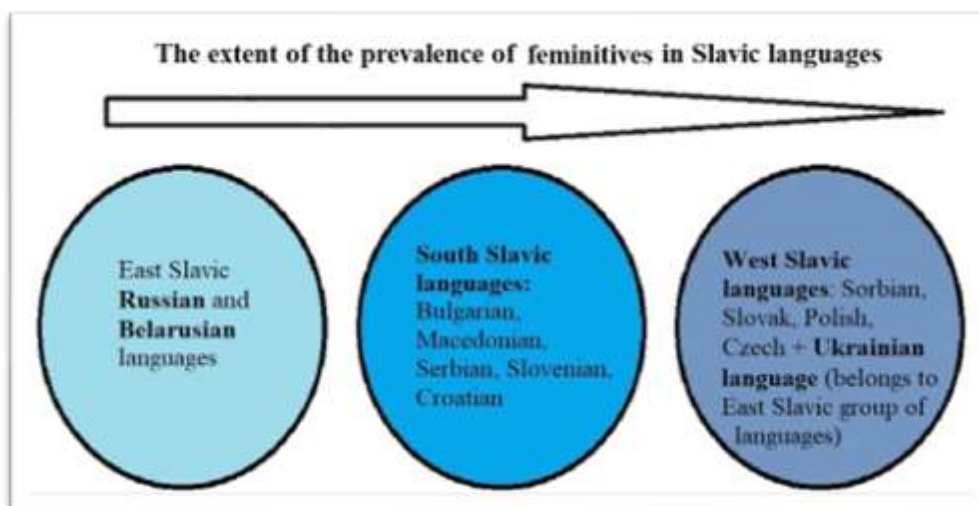 The extent of the prevalence of feminitives in Slavic languages
East Slavic
Russian and
Belarusian
languages
South Slavic
languages:
Bulgarian,
Macedonian,
Serbian, Slovenian,
Croatian
West Slavic
languages: Sorbian,
Slovak, Polish,
Czech + Ukrainian
language (belongs to
East Slavic group of
languages)